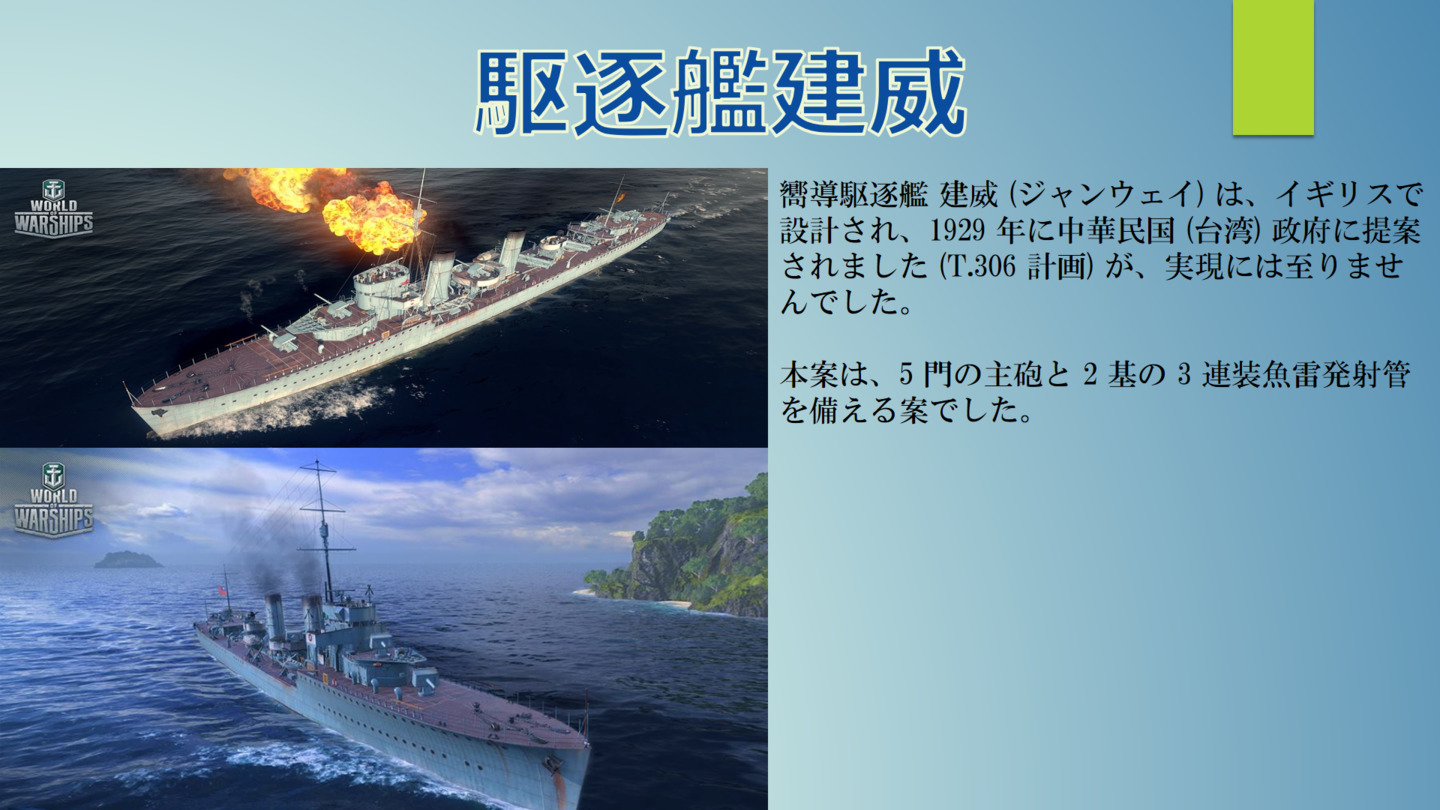 駆逐艦建威
WORLD
OF
WARSHIPS
嚮導駆逐艦 建威 (ジャンウェイ) は、イギリスで
設計され、1929 年に中華民国 (台湾) 政府に提案
されました (T.306 計画) が、実現には至りませ
んでした。
本案は、5 門の主砲と 2 基の 3 連装魚雷発射管
を備える案でした。
WORLD
OF
WARSHIPS